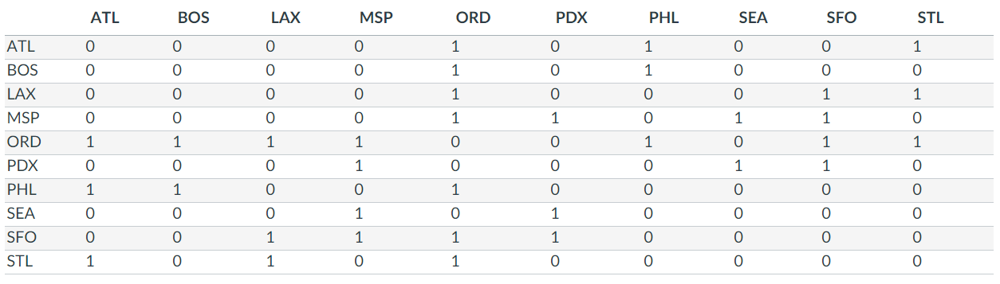 ATL BOS LAX MSP ORD PDX PHL SEA SFO STL
ATL 0 0 0 0 1 0 1 0 0 1
BOS 0 0 0 0 1 0 1 0 0 0
LAX 0 0 0 0 1 0 0 0 1 1
MSP 0 0 0 0 1 1 0 1 1 0
ORD 1 1 1 1 0 0 1 0 1 1
PDX 0 0 0 1 0 0 0 1 1 0
PHL 1 1 0 0 1 0 0 0 0 0
SEA 0 0 0 1 0 1 0 0 0 0
SFO 0 0 1 1 1 1 0 0 0 0
STL 1 0 1 0 1 0 0 0 0 0